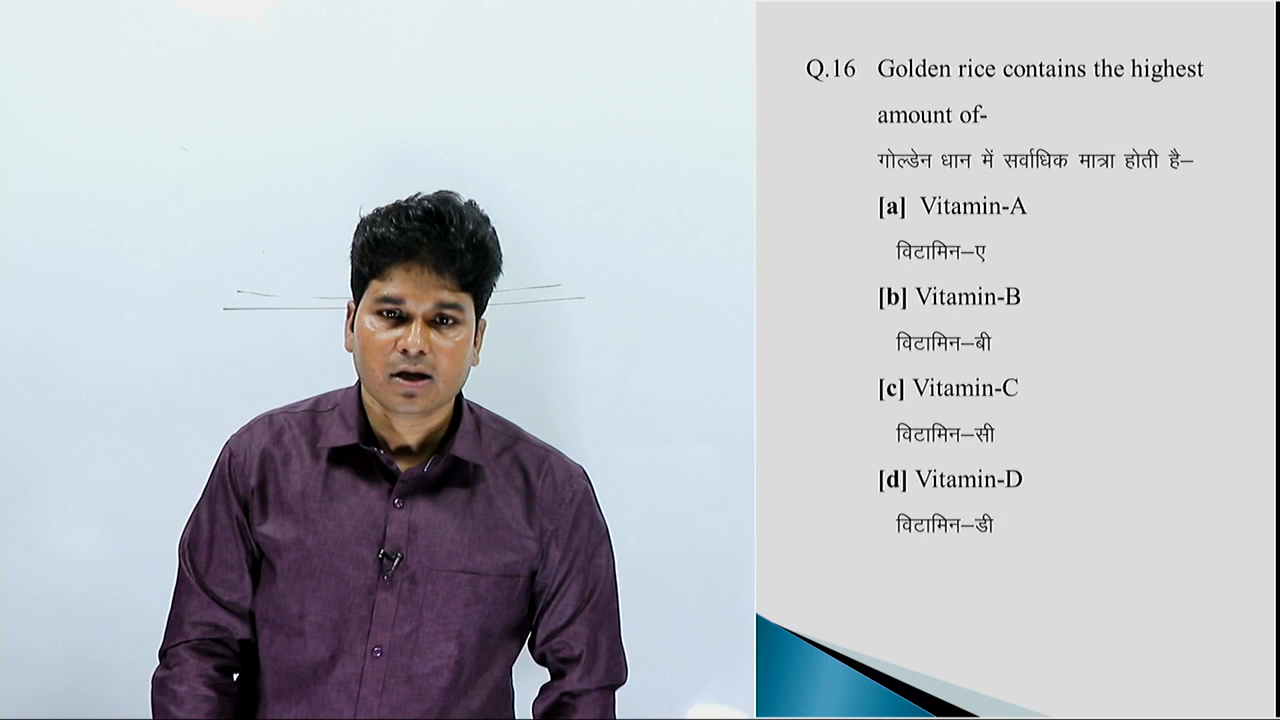 Q.16 Golden rice contains the highest
amount of-
गोल्डेन धान में सर्वाधिक मात्रा होती है–
[a] Vitamin-A
विटामिन–ए
[b] Vitamin-B
विटामिन–बी
[c] Vitamin-C
विटामिन–सी
[d] Vitamin-D
विटामिन–डी